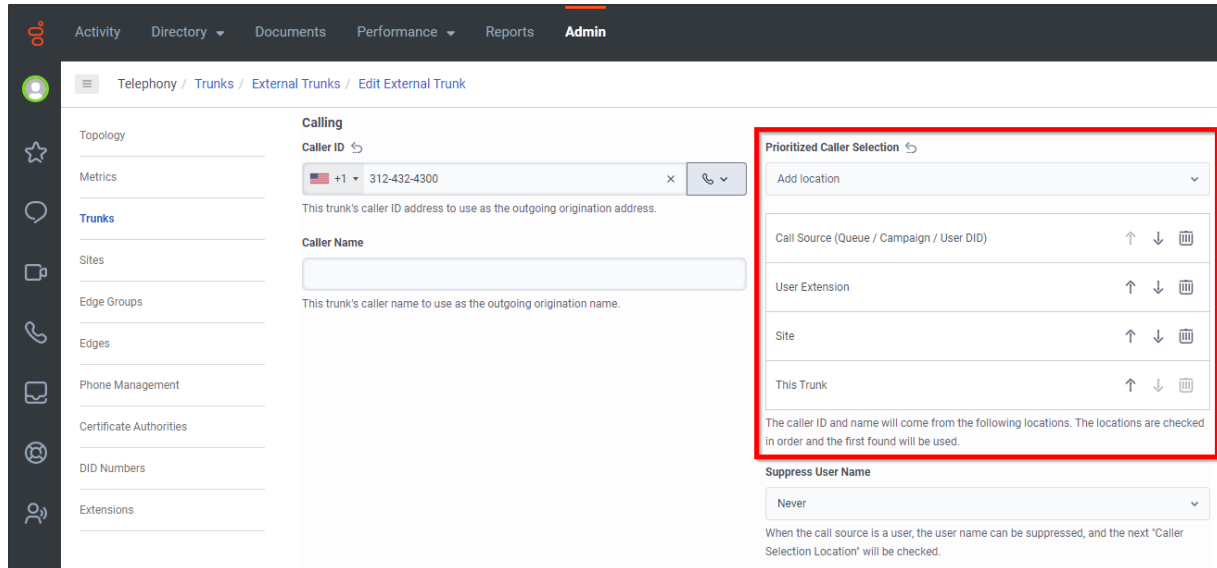 Activity Directory Documents Performance Reports Admin
Telephony / Trunks / External Trunks / Edit External Trunk
Topology
Metrics
Trunks
Sites
Edge Groups
Edges
Phone Management
Certificate Authorities
DID Numbers
Extensions
Calling
Caller ID
+1 312-432-4300
This trunk's caller ID address to use as the outgoing origination address.
Caller Name
This trunk's caller name to use as the outgoing origination name.
Prioritized Caller Selection
Add location
Call Source (Queue / Campaign / User DID)
User Extension
Site
This Trunk
The caller ID and name will come from the following locations. The locations are checked
in order and the first found will be used.
Suppress User Name
Never
When the call source is a user, the user name can be suppressed, and the next "Caller
Selection Location" will be checked.